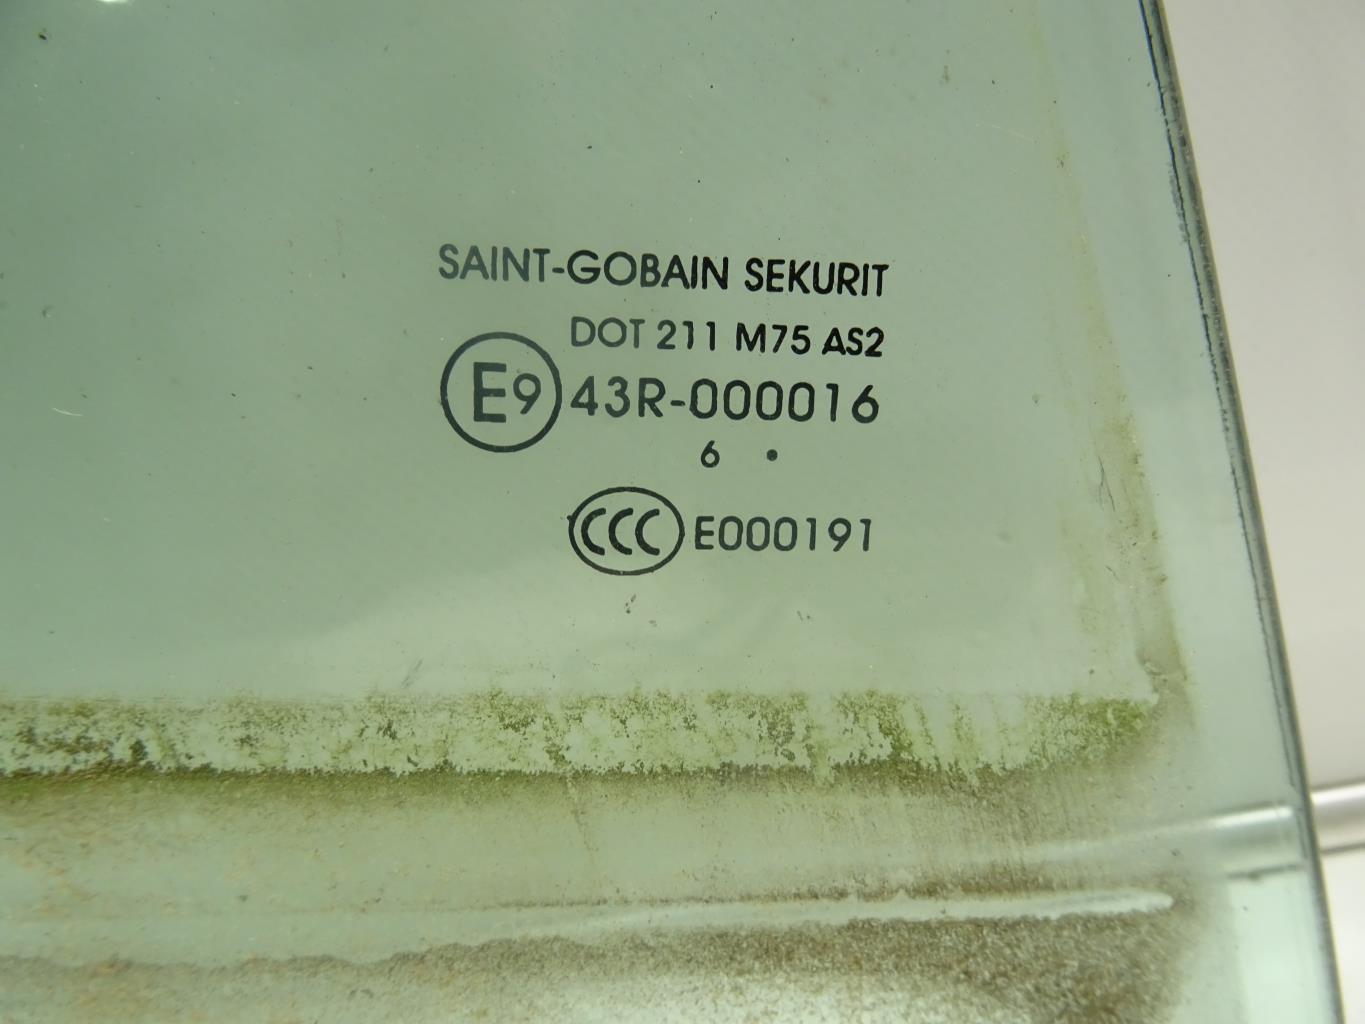 SAINT-GOBAIN SEKURIT
DOT 211 M75 AS2
E9 43R-000016
6 •
CCC E000191